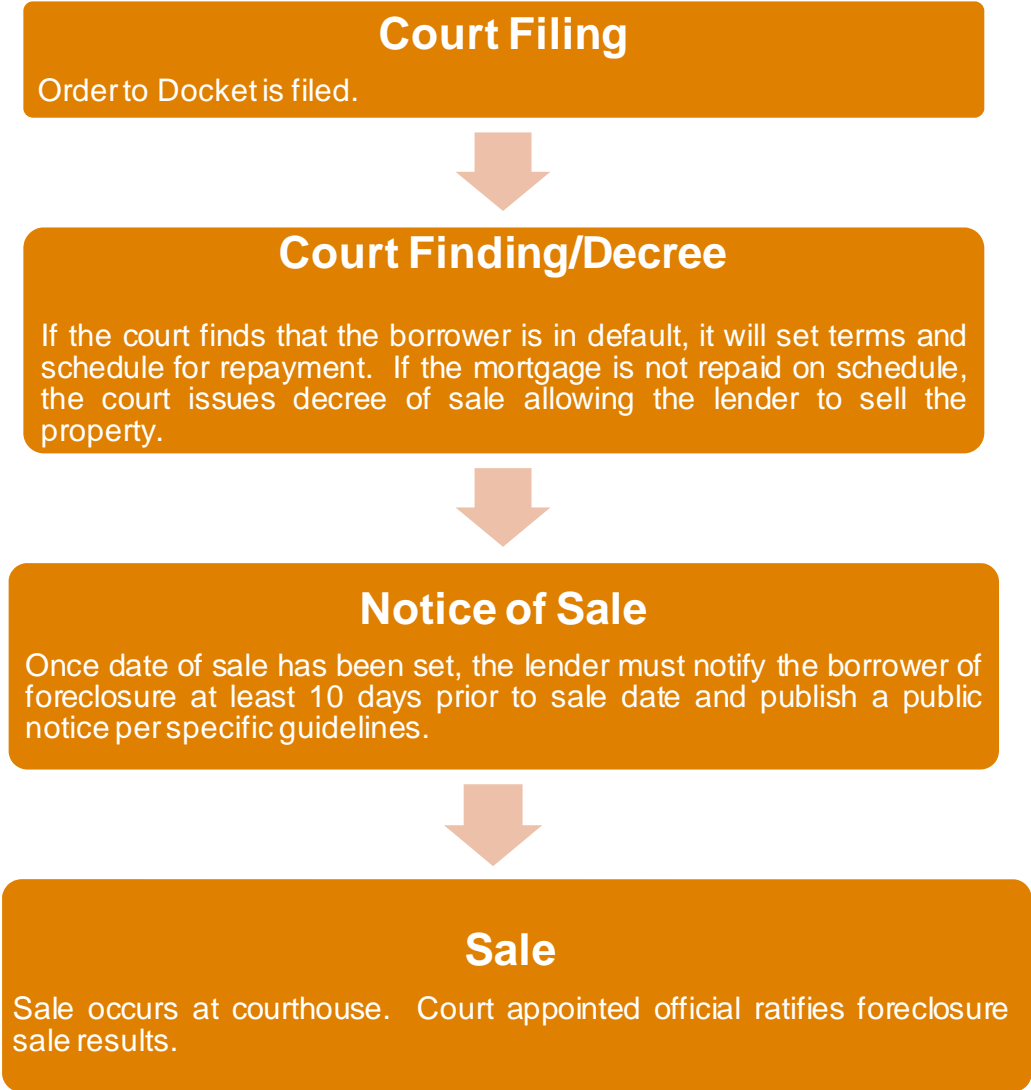 Court Filing
Order to Docket is filed.
Court Finding/Decree
If the court finds that the borrower is in default, it will set terms and
schedule for repayment. If the mortgage is not repaid on schedule,
the court issues decree of sale allowing the lender to sell the
property.
Notice of Sale
Once date of sale has been set, the lender must notify the borrower of
foreclosure at least 10 days prior to sale date and publish a public
notice per specific guidelines.
Sale
Sale occurs at courthouse. Court appointed official ratifies foreclosure
sale results.